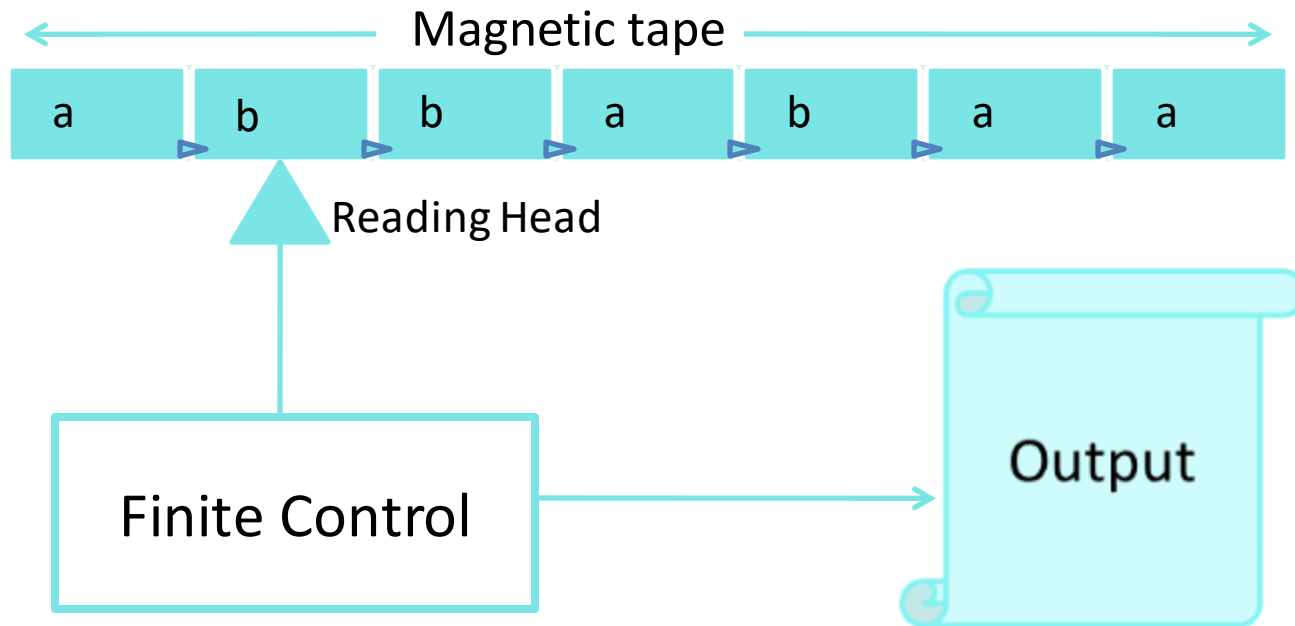 Magnetic tape
a b b a b a a
Reading Head
Output
Finite Control